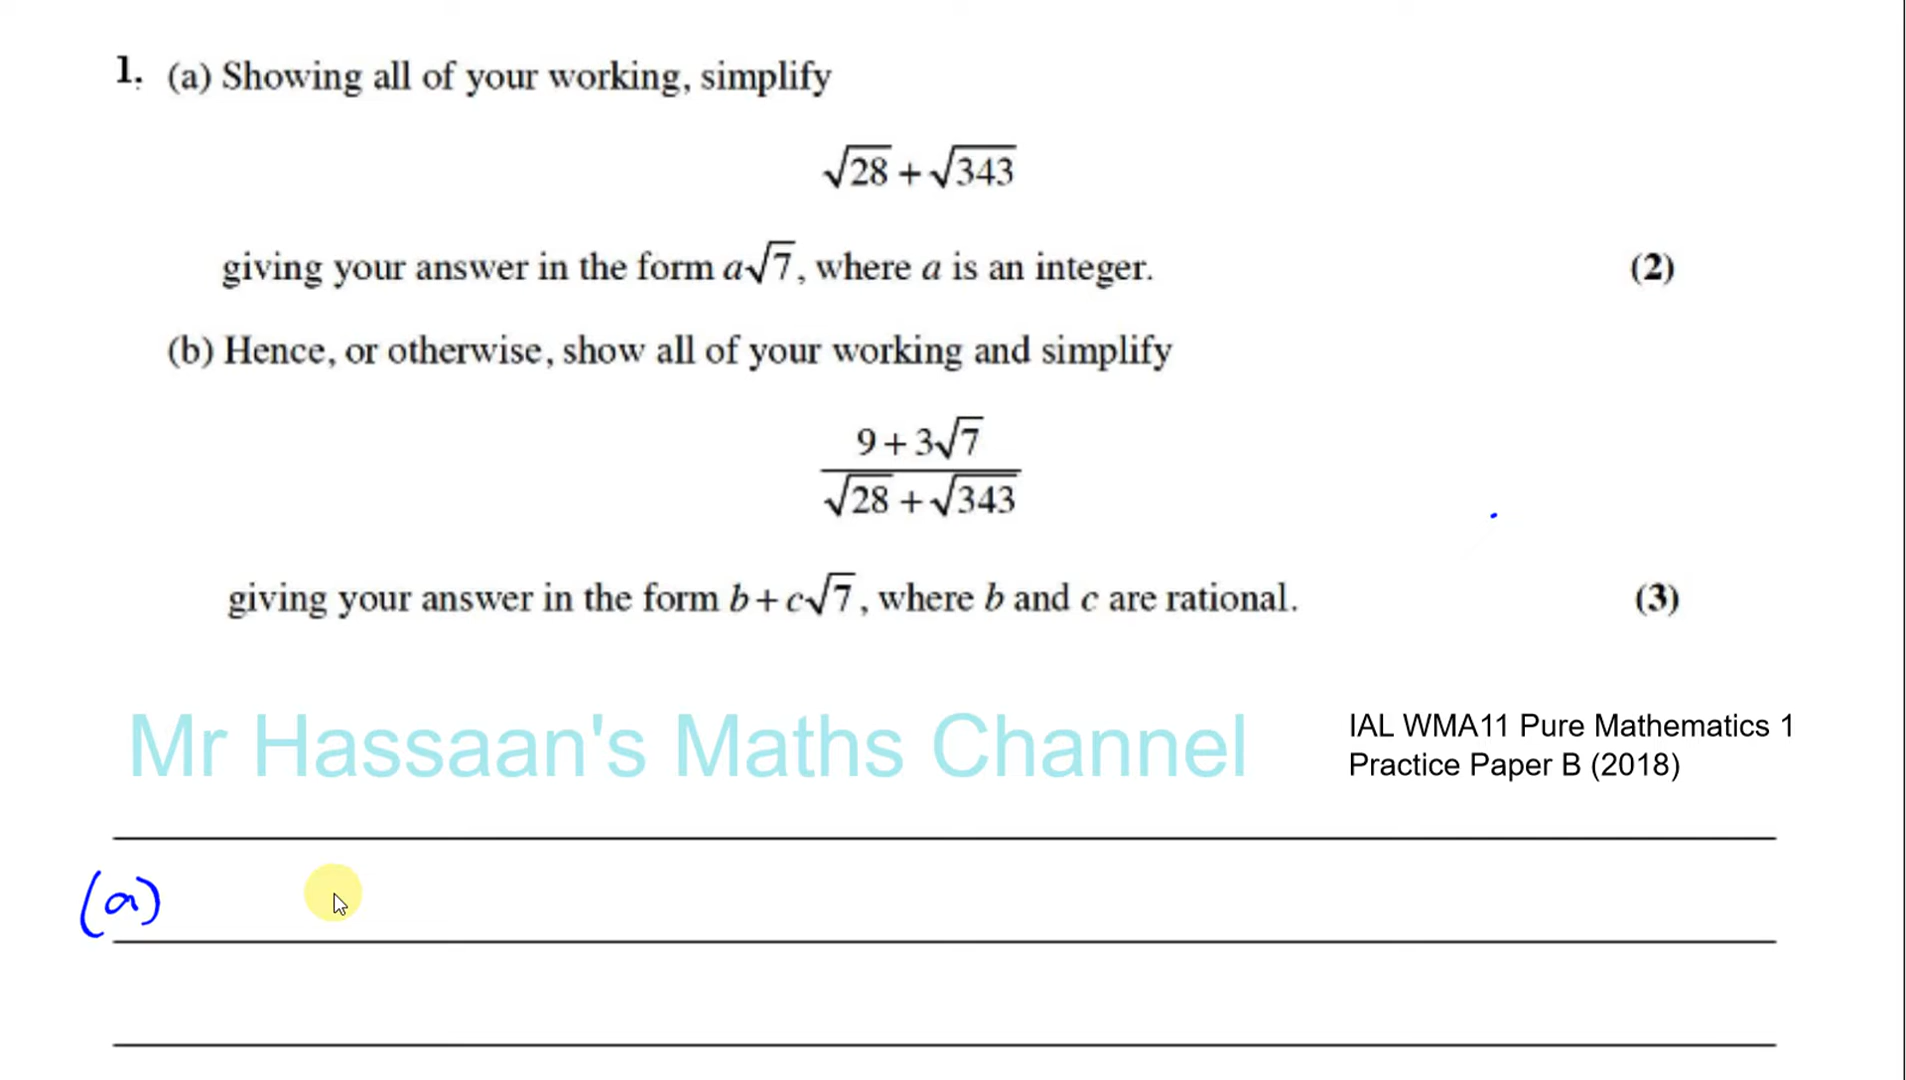 1. (a) Showing all of your working, simplify
√28 + √343
giving your answer in the form a√7, where a is an integer. (2)
(b) Hence, or otherwise, show all of your working and simplify
9 + 3√7
√28 + √343
giving your answer in the form b + c√7, where b and c are rational. (3)
Mr Hassaan's Maths Channel
IAL WMA11 Pure Mathematics 1
Practice Paper B (2018)
(a)